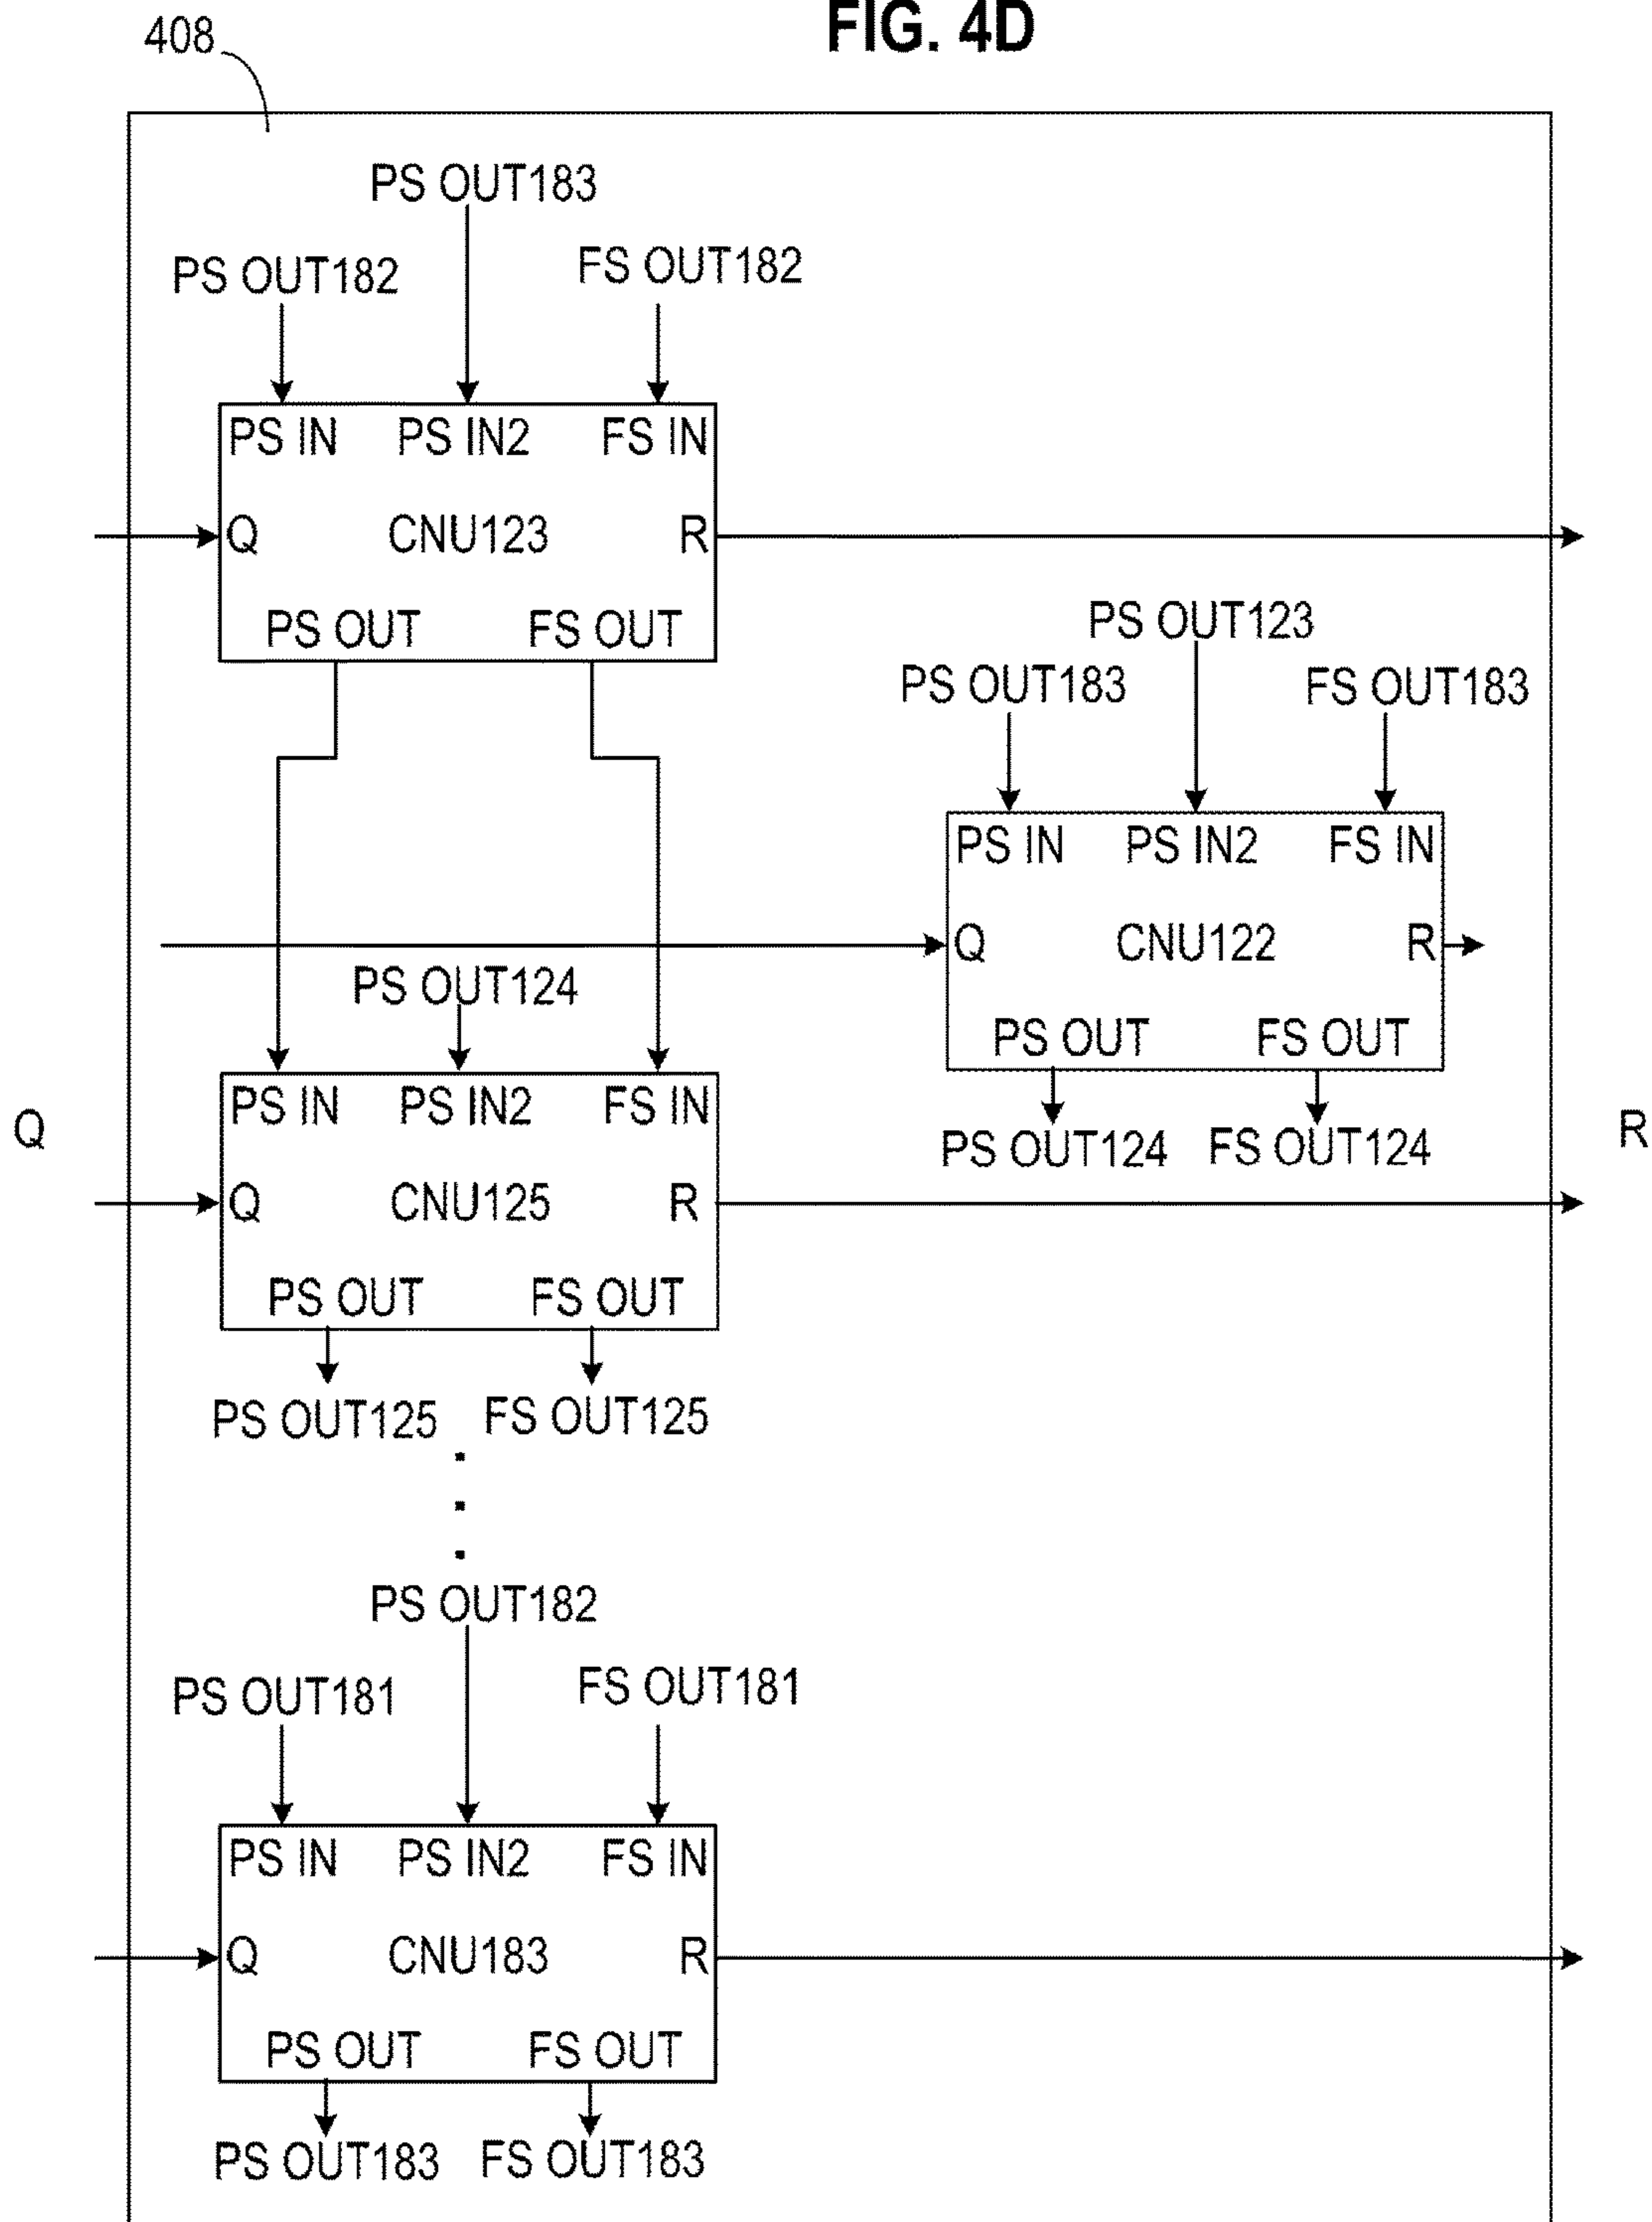 FIG. 4D
408
PS OUT183
PS OUT182 FS OUT182
PS IN PS IN2 FS IN
Q CNU123 R
PS OUT FS OUT
PS OUT123
PS OUT183 FS OUT183
PS IN PS IN2 FS IN
Q CNU122 R
PS OUT FS OUT
PS OUT124 FS OUT124
PS OUT124
PS IN PS IN2 FS IN
Q CNU125 R
PS OUT FS OUT
PS OUT125 FS OUT125
Q
R
PS OUT182
PS OUT181 FS OUT181
PS IN PS IN2 FS IN
Q CNU183 R
PS OUT FS OUT
PS OUT183 FS OUT183